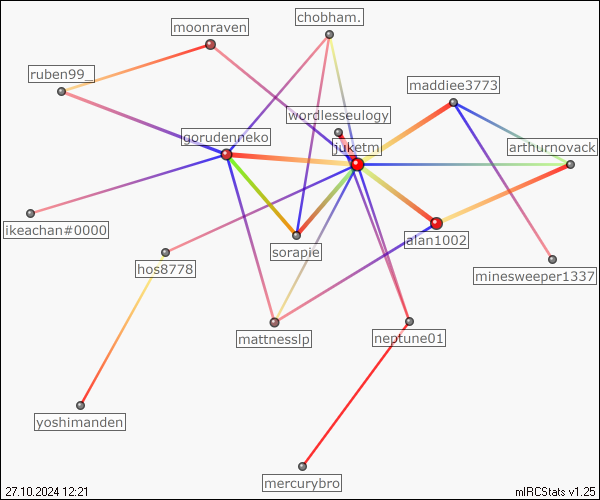 chobham.
moonraven
ruben99_
maddiee3773
wordlesseulogy
gorudenneko
juketm
arthurnovack
ikeachan#0000
alan1002
sorapie
hos8778
minesweeper1337
mattnesslp
neptune01
yoshimanden
mercurybro
27.10.2024 12:21
mIRCStats v1.25